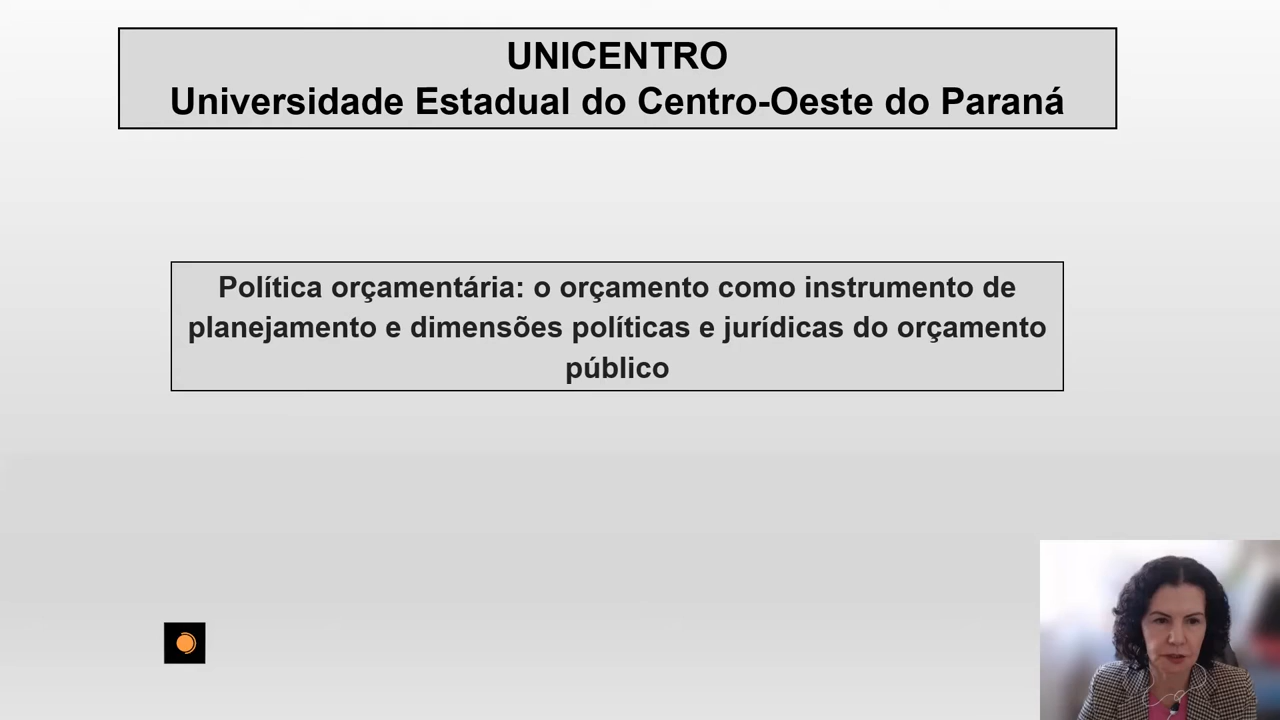 UNICENTRO
Universidade Estadual do Centro-Oeste do Paraná
Política orçamentária: o orçamento como instrumento de
planejamento e dimensões políticas e jurídicas do orçamento
público